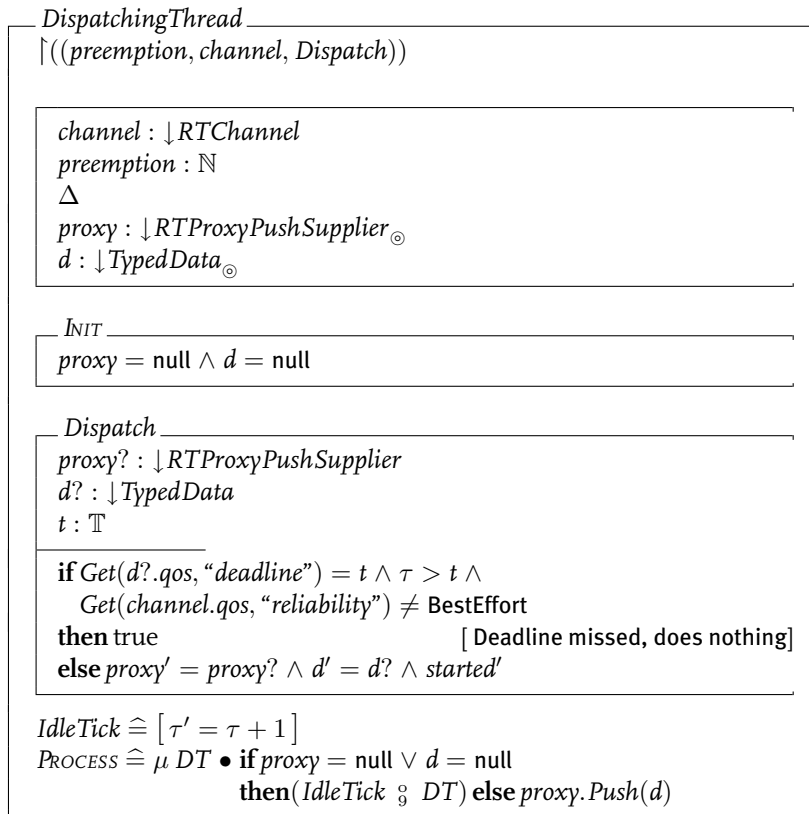 DispatchingThread
↾((preemption, channel, Dispatch))
channel : ↓RTChannel
preemption : ℕ
Δ
proxy : ↓RTProxyPushSupplier◎
d : ↓TypedData◎
INIT
proxy = null ∧ d = null
Dispatch
proxy? : ↓RTProxyPushSupplier
d? : ↓TypedData
t : 𝕋
if Get(d?.qos, “deadline”) = t ∧ τ > t ∧
Get(channel.qos, “reliability”) ≠ BestEffort
then true [ Deadline missed, does nothing]
else proxy′ = proxy? ∧ d′ = d? ∧ started′
IdleTick ≙ [ τ′ = τ + 1 ]
PROCESS ≙ μ DT • if proxy = null ∨ d = null
then(IdleTick ⨟ DT) else proxy.Push(d)